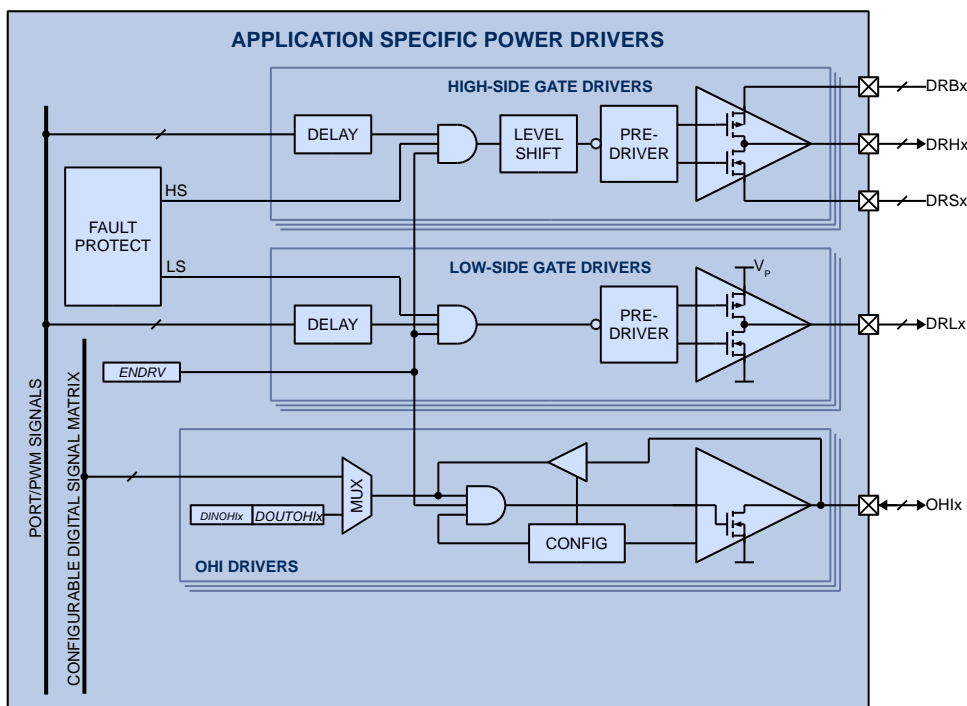 APPLICATION SPECIFIC POWER DRIVERS
HIGH-SIDE GATE DRIVERS
DRBx
DELAY
LEVEL
SHIFT
PRE-
DRIVER
DRHx
HS
DRSx
FAULT
PROTECT
LS
LOW-SIDE GATE DRIVERS
VP
DELAY
PRE-
DRIVER
DRLx
ENDRV
PORT/PWM SIGNALS
CONFIGURABLE DIGITAL SIGNAL MATRIX
MUX
DINOHIx
DOUTOHIx
CONFIG
OHIx
OHI DRIVERS